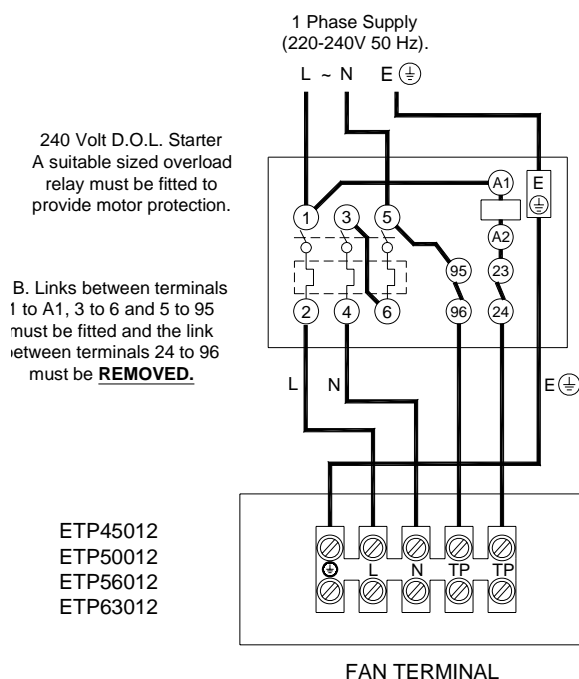 1 Phase Supply
(220-240V 50 Hz).
L ~ N E
240 Volt D.O.L. Starter
A suitable sized overload
relay must be fitted to
provide motor protection.
A1
E
1 3 5
A2
95 23
B. Links between terminals
1 to A1, 3 to 6 and 5 to 95
must be fitted and the link
between terminals 24 to 96
must be REMOVED.
2 4 6 96 24
L N E
ETP45012
ETP50012
ETP56012
ETP63012
L N TP TP
FAN TERMINAL